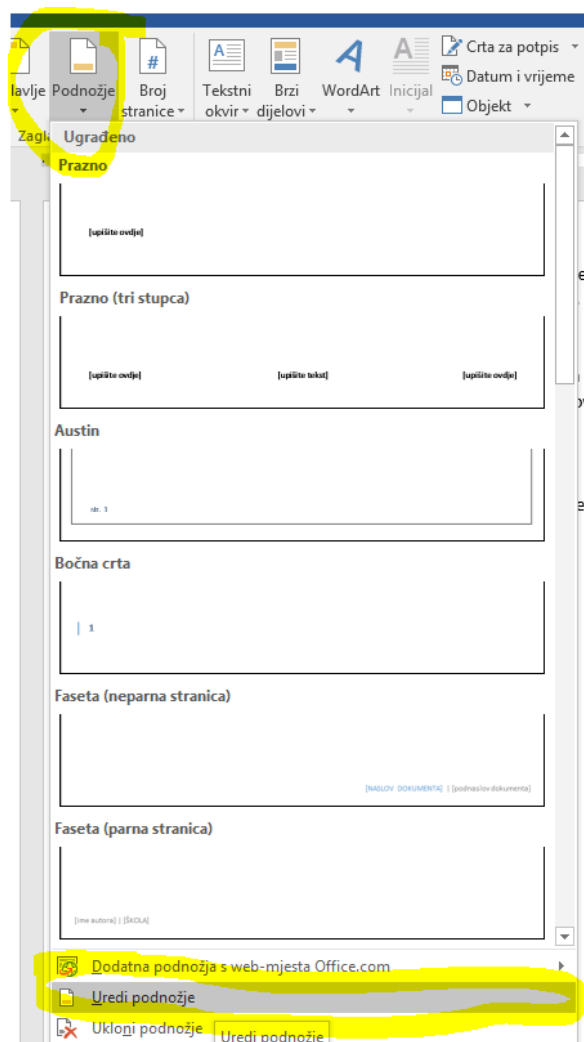 Crta za potpis
Datum i vrijeme
Objekt
lavlje Podnožje Broj stranice Tekstni okvir Brzi dijelovi WordArt Inicijal
#
A
A
A
Zagla
Ugrađeno
Prazno
[upišite ovdje]
Prazno (tri stupca)
[upišite ovdje] [upišite tekst] [upišite ovdje]
Austin
str. 1
Bočna crta
1
Faseta (neparna stranica)
[NASLOV DOKUMENTA] | [podnaslov dokumenta]
Faseta (parna stranica)
[ime autora] | [ŠKOLA]
Dodatna podnožja s web-mjesta Office.com
Uredi podnožje
Ukloni podnožje
Uredi podnožje